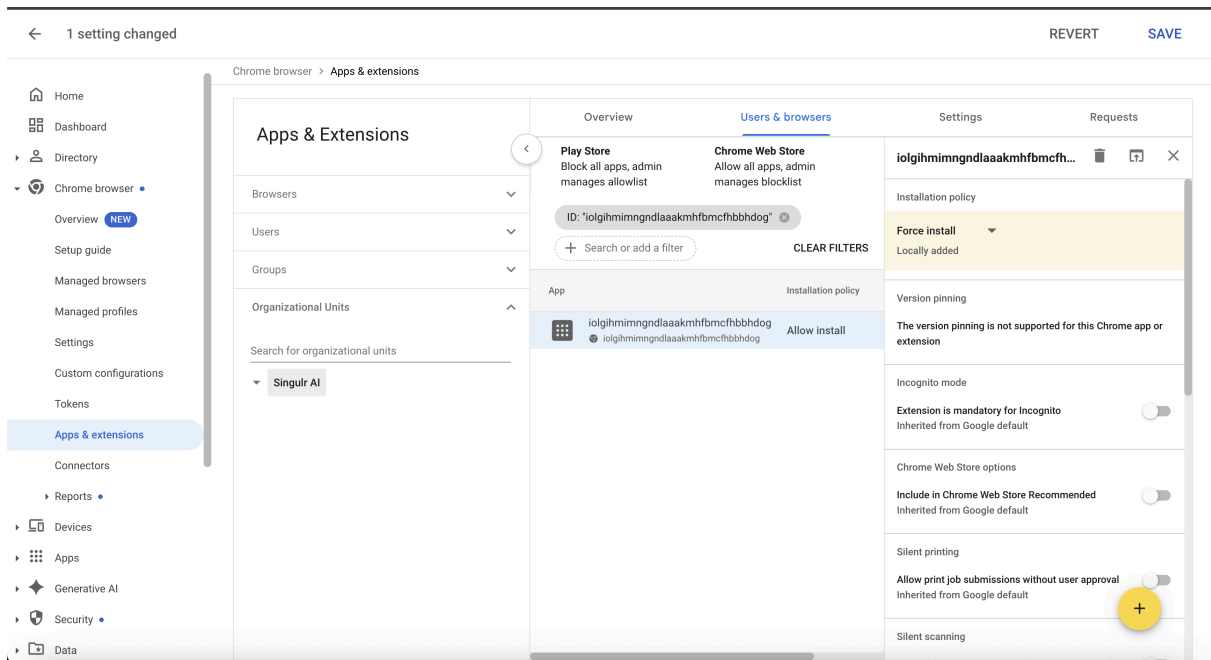 1 setting changed
REVERT
SAVE
Home
Dashboard
Directory
Chrome browser
Overview NEW
Setup guide
Managed browsers
Managed profiles
Settings
Custom configurations
Tokens
Apps & extensions
Connectors
Reports
Devices
Apps
Generative AI
Security
Data
Chrome browser > Apps & extensions
Apps & Extensions
Browsers
Users
Groups
Organizational Units
Search for organizational units
Singulr AI
Overview
Users & browsers
Settings
Requests
Play Store
Block all apps, admin
manages allowlist
Chrome Web Store
Allow all apps, admin
manages blocklist
ID: "iolgihmimngndlaaakmhfbmcfhbbhdog"
Search or add a filter
CLEAR FILTERS
App
Installation policy
iolgihmimngndlaaakmhfbmcfhbbhdog
iolgihmimngndlaaakmhfbmcfhbbhdog
Allow install
iolgihmimngndlaaakmhfbmcfh...
Installation policy
Force install
Locally added
Version pinning
The version pinning is not supported for this Chrome app or
extension
Incognito mode
Extension is mandatory for Incognito
Inherited from Google default
Chrome Web Store options
Include in Chrome Web Store Recommended
Inherited from Google default
Silent printing
Allow print job submissions without user approval
Inherited from Google default
Silent scanning